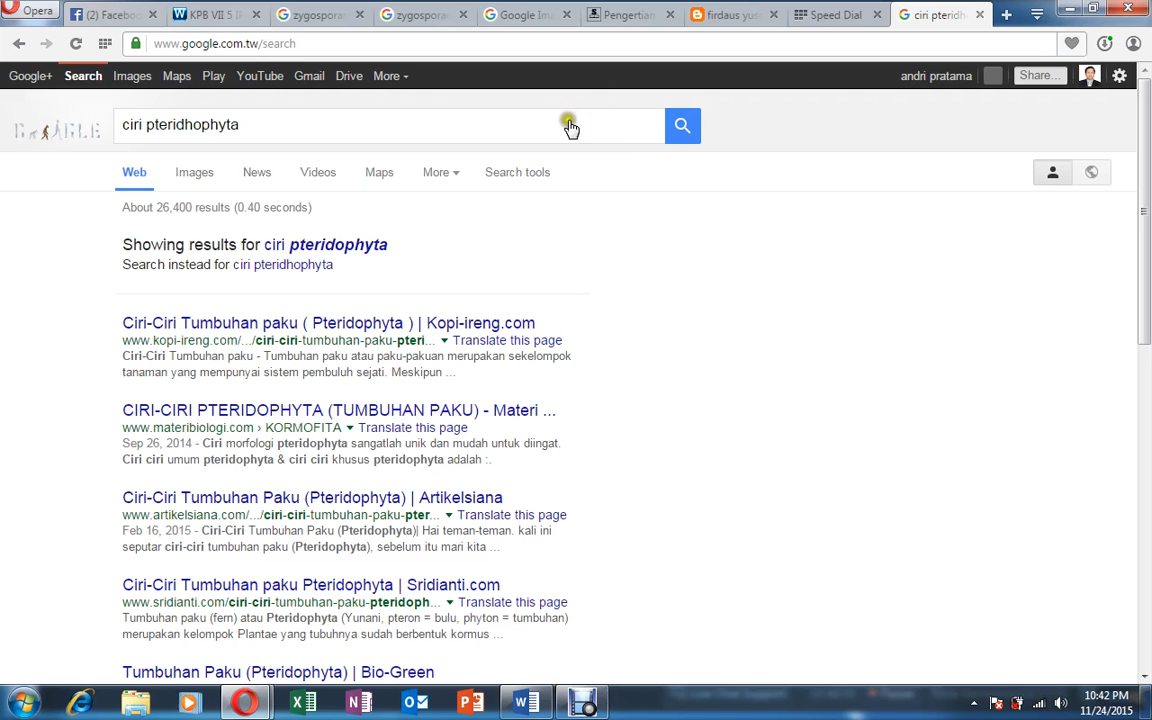 Opera
(2) Facebo
KPB VII 5 IP
zygospora
zygospora
Google Ima
Pengertian
firdaus yus
Speed Dial
ciri pteridh
www.google.com.tw/search
Google+ Search Images Maps Play YouTube Gmail Drive More
andri pratama
Share...
GOOGLE
ciri pteridhophyta
Web Images News Videos Maps More Search tools
About 26,400 results (0.40 seconds)
Showing results for ciri pteridophyta
Search instead for ciri pteridhophyta
Ciri-Ciri Tumbuhan paku ( Pteridophyta ) | Kopi-ireng.com
www.kopi-ireng.com/.../ciri-ciri-tumbuhan-paku-pteri... Translate this page
Ciri-Ciri Tumbuhan paku - Tumbuhan paku atau paku-pakuan merupakan sekelompok
tanaman yang mempunyai sistem pembuluh sejati. Meskipun ...
CIRI-CIRI PTERIDOPHYTA (TUMBUHAN PAKU) - Materi ...
www.materibiologi.com › KORMOFITA Translate this page
Sep 26, 2014 - Ciri morfologi pteridophyta sangatlah unik dan mudah untuk diingat.
Ciri ciri umum pteridophyta & ciri ciri khusus pteridophyta adalah :.
Ciri-Ciri Tumbuhan Paku (Pteridophyta) | Artikelsiana
www.artikelsiana.com/.../ciri-ciri-tumbuhan-paku-pter... Translate this page
Feb 16, 2015 - Ciri-Ciri Tumbuhan Paku (Pteridophyta)| Hai teman-teman. kali ini
seputar ciri-ciri tumbuhan paku (Pteridophyta), sebelum itu mari kita ...
Ciri-Ciri Tumbuhan paku Pteridophyta | Sridianti.com
www.sridianti.com/ciri-ciri-tumbuhan-paku-pteridoph... Translate this page
Tumbuhan paku (fern) atau Pteridophyta (Yunani, pteron = bulu, phyton = tumbuhan)
merupakan kelompok Plantae yang tubuhnya sudah berbentuk kormus ...
Tumbuhan Paku (Pteridophyta) | Bio-Green
10:42 PM
11/24/2015